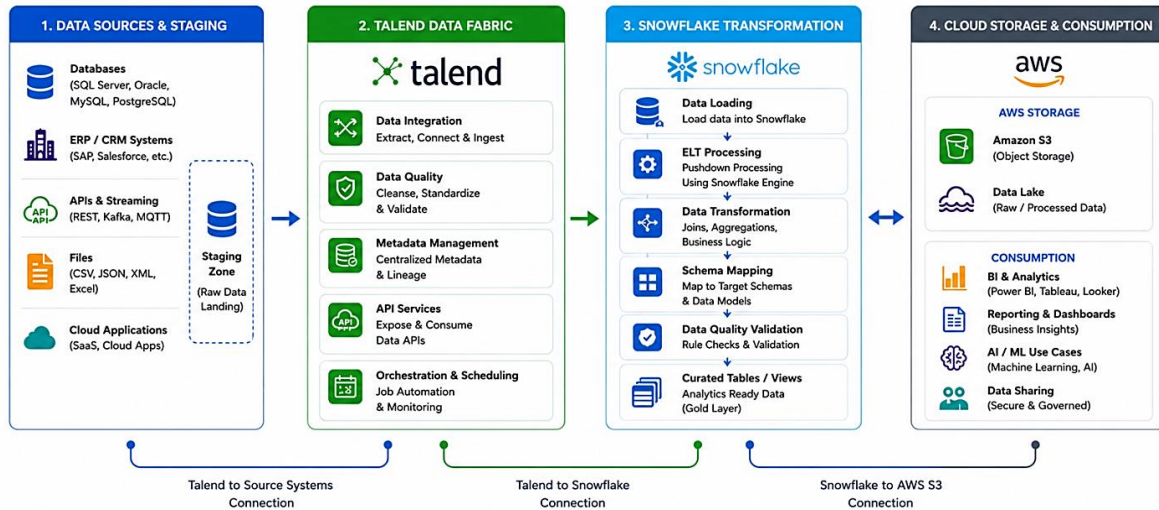 1. DATA SOURCES & STAGING
Databases
(SQL Server, Oracle,
MySQL, PostgreSQL)
ERP / CRM Systems
(SAP, Salesforce, etc.)
API
API
APIs & Streaming
(REST, Kafka, MQTT)
Files
(CSV, JSON, XML,
Excel)
Cloud Applications
(SaaS, Cloud Apps)
Staging
Zone
(Raw Data
Landing)
2. TALEND DATA FABRIC
talend
Data Integration
Extract, Connect & Ingest
Data Quality
Cleanse, Standardize
& Validate
Metadata Management
Centralized Metadata
& Lineage
API
API Services
Expose & Consume
Data APIs
Orchestration & Scheduling
Job Automation
& Monitoring
3. SNOWFLAKE TRANSFORMATION
snowflake
Data Loading
Load data into Snowflake
ELT Processing
Pushdown Processing
Using Snowflake Engine
Data Transformation
Joins, Aggregations,
Business Logic
Schema Mapping
Map to Target Schemas
& Data Models
Data Quality Validation
Rule Checks & Validation
Curated Tables / Views
Analytics Ready Data
(Gold Layer)
4. CLOUD STORAGE & CONSUMPTION
aws
AWS STORAGE
Amazon S3
(Object Storage)
Data Lake
(Raw / Processed Data)
CONSUMPTION
BI & Analytics
(Power BI, Tableau, Looker)
Reporting & Dashboards
(Business Insights)
AI / ML Use Cases
(Machine Learning, AI)
Data Sharing
(Secure & Governed)
Talend to Source Systems
Connection
Talend to Snowflake
Connection
Snowflake to AWS S3
Connection